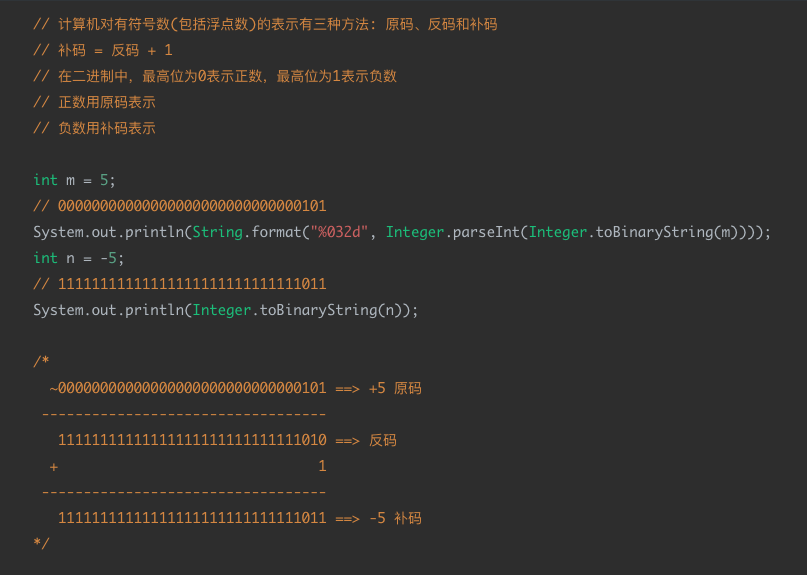 // 计算机对有符号数(包括浮点数)的表示有三种方法: 原码、反码和补码
// 补码 = 反码 + 1
// 在二进制中，最高位为0表示正数，最高位为1表示负数
// 正数用原码表示
// 负数用补码表示
int m = 5;
// 00000000000000000000000000000101
System.out.println(String.format("%032d", Integer.parseInt(Integer.toBinaryString(m))));
int n = -5;
// 11111111111111111111111111111011
System.out.println(Integer.toBinaryString(n));
/*
~00000000000000000000000000000101 ==> +5 原码
----------------------------------
11111111111111111111111111111010 ==> 反码
+ 1
----------------------------------
11111111111111111111111111111011 ==> -5 补码
*/